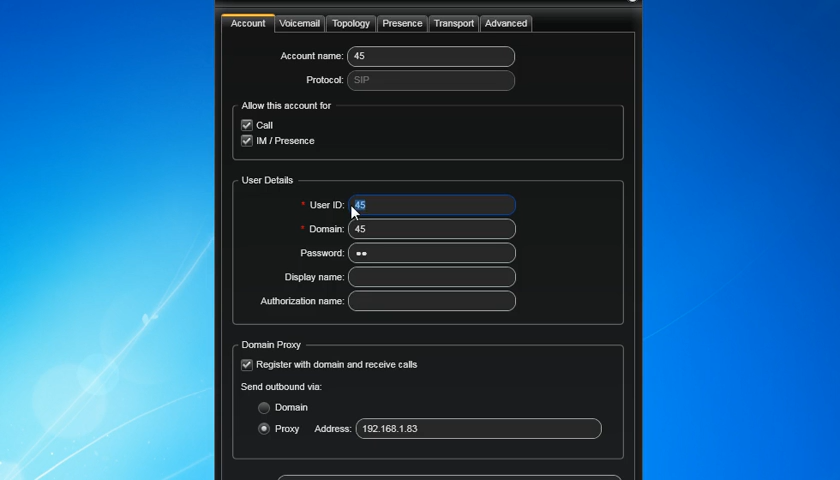 Account Voicemail Topology Presence Transport Advanced
Account name: 45
Protocol: SIP
Allow this account for
Call
IM / Presence
User Details
* User ID: 45
* Domain: 45
Password: ••
Display name:
Authorization name:
Domain Proxy
Register with domain and receive calls
Send outbound via:
Domain
Proxy Address: 192.168.1.83